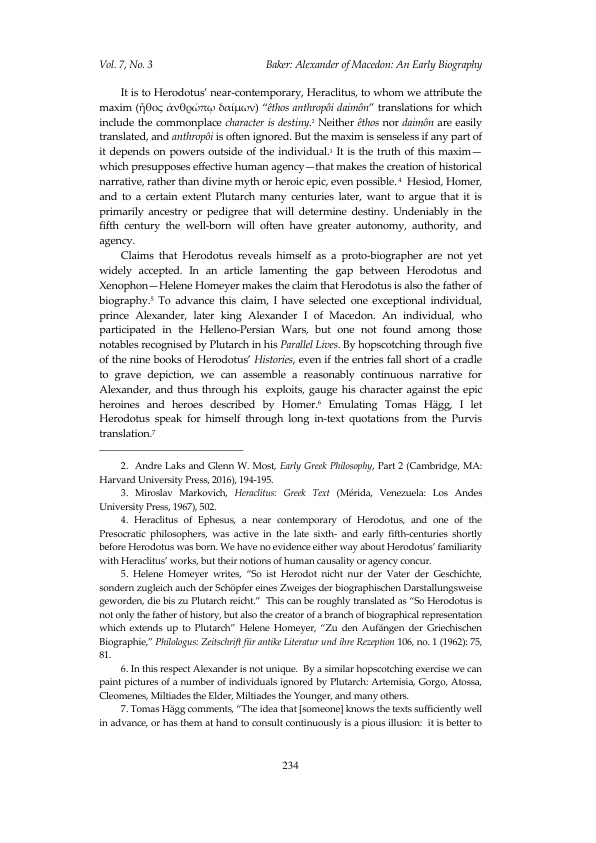 Vol. 7, No. 3 Baker: Alexander of Macedon: An Early Biography
It is to Herodotus’ near-contemporary, Heraclitus, to whom we attribute the
maxim (ἦθος ἀνθρώπῳ δαίμων) “êthos anthropôi daimôn” translations for which
include the commonplace character is destiny.² Neither êthos nor daimôn are easily
translated, and anthropôi is often ignored. But the maxim is senseless if any part of
it depends on powers outside of the individual.³ It is the truth of this maxim—
which presupposes effective human agency—that makes the creation of historical
narrative, rather than divine myth or heroic epic, even possible.⁴ Hesiod, Homer,
and to a certain extent Plutarch many centuries later, want to argue that it is
primarily ancestry or pedigree that will determine destiny. Undeniably in the
fifth century the well-born will often have greater autonomy, authority, and
agency.
Claims that Herodotus reveals himself as a proto-biographer are not yet
widely accepted. In an article lamenting the gap between Herodotus and
Xenophon—Helene Homeyer makes the claim that Herodotus is also the father of
biography.⁵ To advance this claim, I have selected one exceptional individual,
prince Alexander, later king Alexander I of Macedon. An individual, who
participated in the Helleno-Persian Wars, but one not found among those
notables recognised by Plutarch in his Parallel Lives. By hopscotching through five
of the nine books of Herodotus’ Histories, even if the entries fall short of a cradle
to grave depiction, we can assemble a reasonably continuous narrative for
Alexander, and thus through his exploits, gauge his character against the epic
heroines and heroes described by Homer.⁶ Emulating Tomas Hägg, I let
Herodotus speak for himself through long in-text quotations from the Purvis
translation.⁷
2. Andre Laks and Glenn W. Most, Early Greek Philosophy, Part 2 (Cambridge, MA:
Harvard University Press, 2016), 194-195.
3. Miroslav Markovich, Heraclitus: Greek Text (Mérida, Venezuela: Los Andes
University Press, 1967), 502.
4. Heraclitus of Ephesus, a near contemporary of Herodotus, and one of the
Presocratic philosophers, was active in the late sixth- and early fifth-centuries shortly
before Herodotus was born. We have no evidence either way about Herodotus’ familiarity
with Heraclitus’ works, but their notions of human causality or agency concur.
5. Helene Homeyer writes, “So ist Herodot nicht nur der Vater der Geschichte,
sondern zugleich auch der Schöpfer eines Zweiges der biographischen Darstallungsweise
geworden, die bis zu Plutarch reicht.” This can be roughly translated as “So Herodotus is
not only the father of history, but also the creator of a branch of biographical representation
which extends up to Plutarch” Helene Homeyer, “Zu den Aufängen der Griechischen
Biographie,” Philologus: Zeitschrift für antike Literatur und ihre Rezeption 106, no. 1 (1962): 75,
81.
6. In this respect Alexander is not unique. By a similar hopscotching exercise we can
paint pictures of a number of individuals ignored by Plutarch: Artemisia, Gorgo, Atossa,
Cleomenes, Miltiades the Elder, Miltiades the Younger, and many others.
7. Tomas Hägg comments, “The idea that [someone] knows the texts sufficiently well
in advance, or has them at hand to consult continuously is a pious illusion: it is better to
234